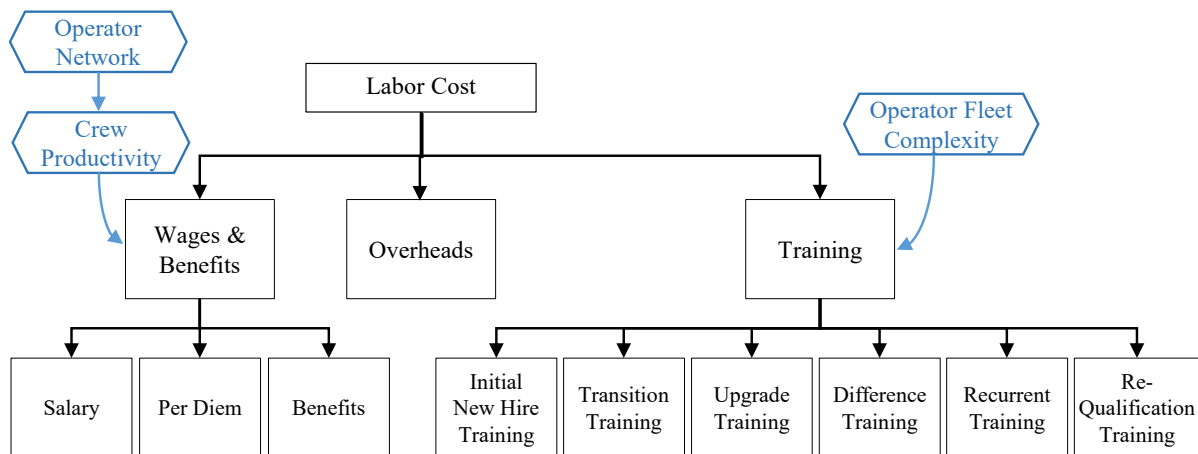 Operator
Network
Labor Cost
Operator Fleet
Complexity
Crew
Productivity
Wages &
Benefits
Overheads
Training
Salary
Per Diem
Benefits
Initial
New Hire
Training
Transition
Training
Upgrade
Training
Difference
Training
Recurrent
Training
Re-
Qualification
Training